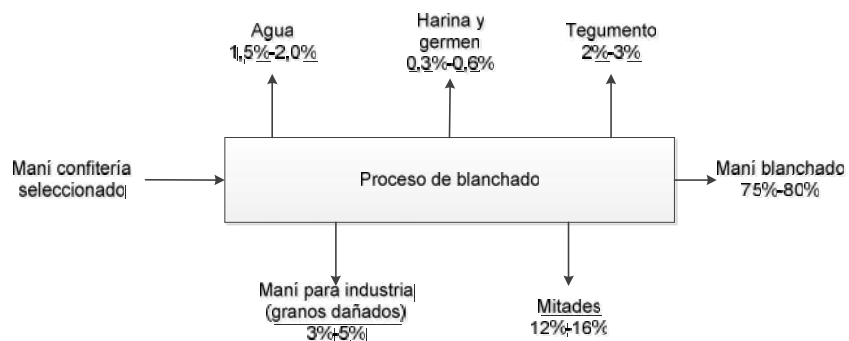 Agua
1,5%-2,0%
Harina y
germen
0,3%-0,6%
Tegumento
2%-3%
Maní confitería
seleccionado
Proceso de blanchado
Maní blanchado
75%-80%
Maní para industria
(granos dañados)
3%-5%
Mitades
12%-16%